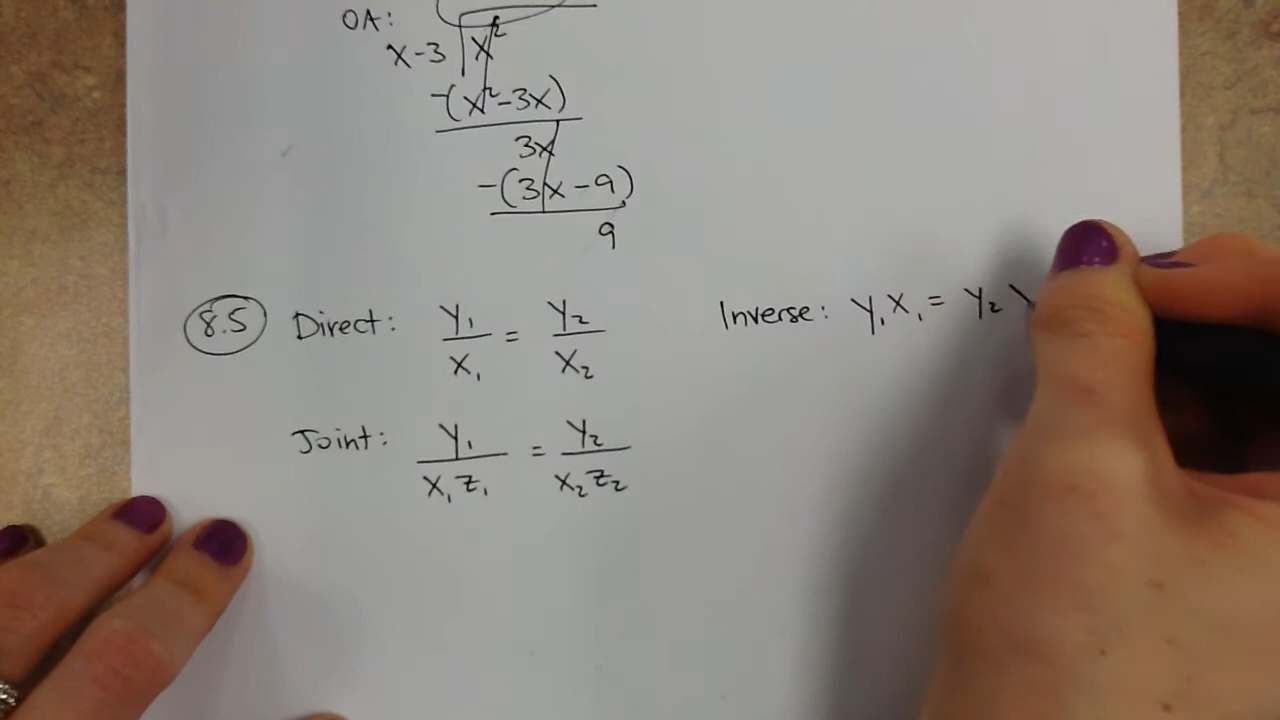 OA:
x-3 x²
-(x²-3x)
3x
-(3x-9)
9
8.5 Direct: y₁/x₁ = y₂/x₂ Inverse: y₁x₁ = y₂
Joint: y₁/x₁z₁ = y₂/x₂z₂